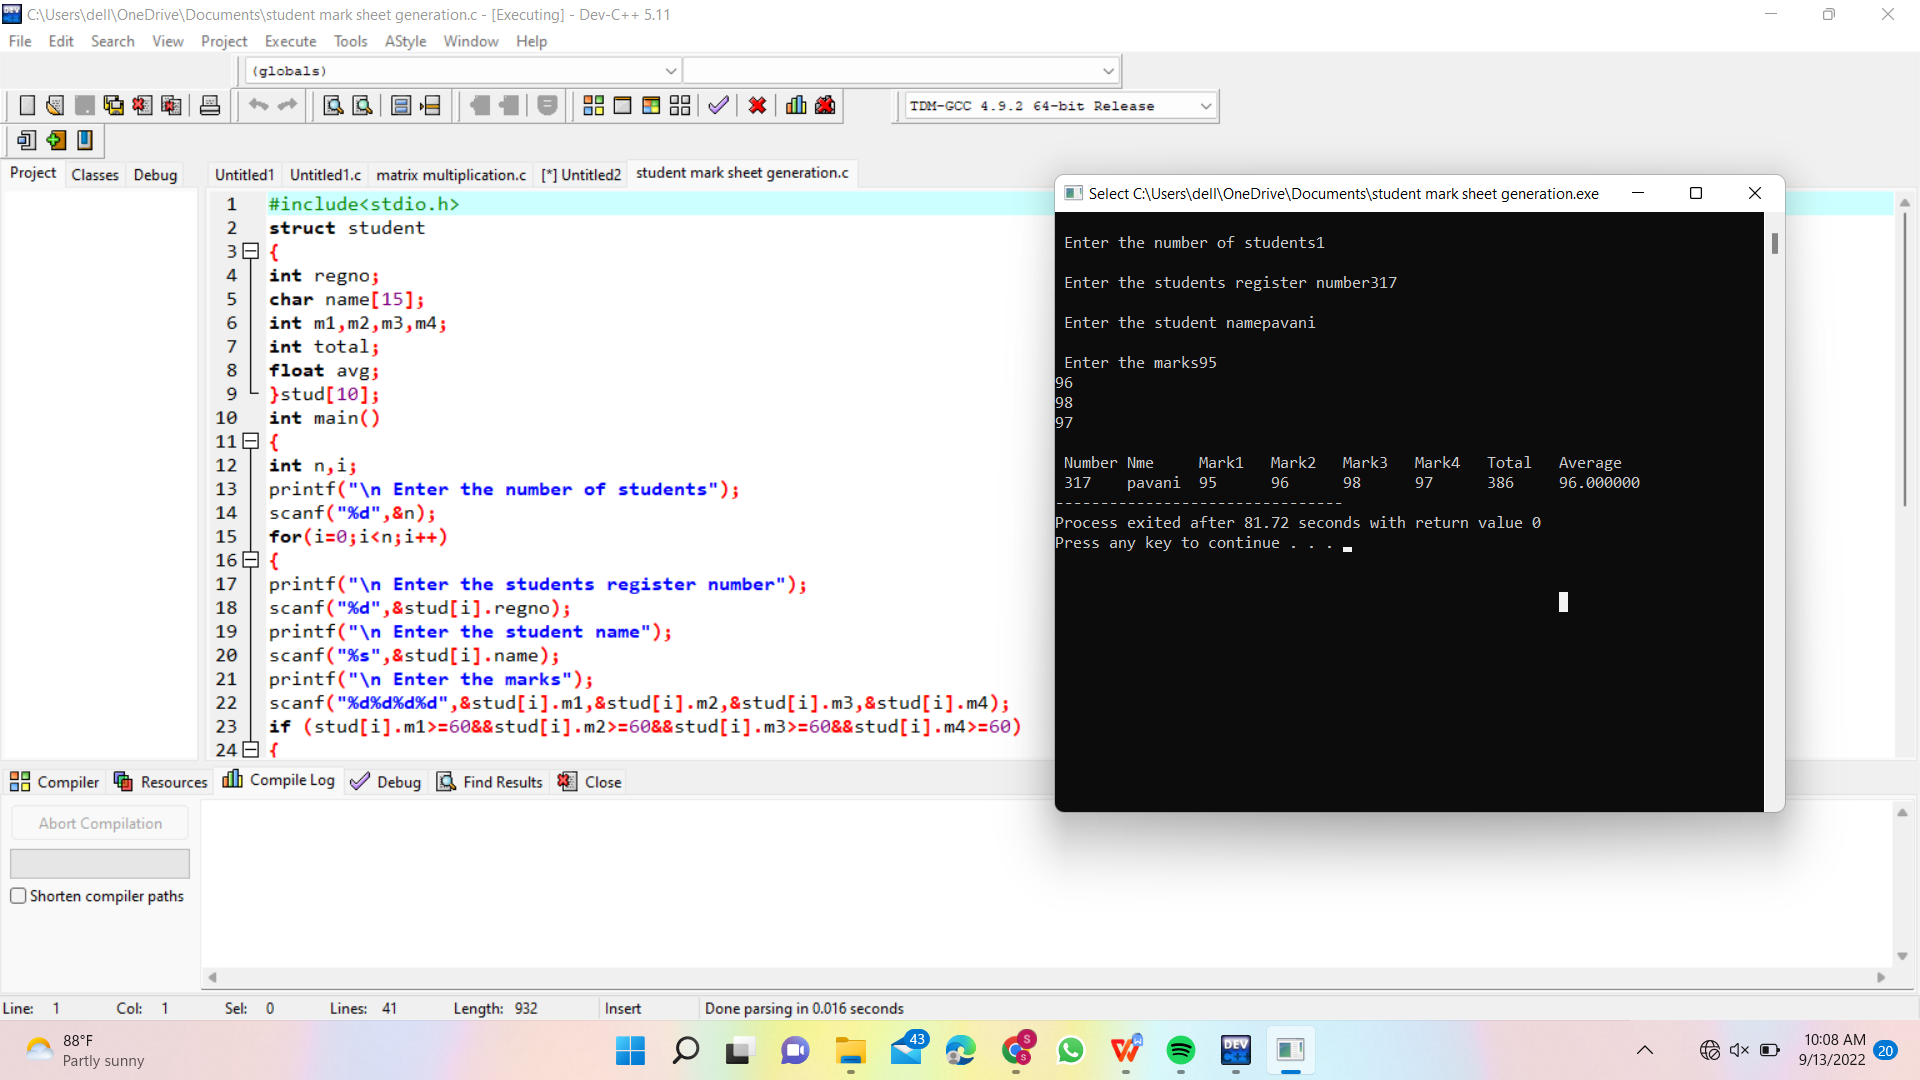 C:\Users\dell\OneDrive\Documents\student mark sheet generation.c - [Executing] - Dev-C++ 5.11
File Edit Search View Project Execute Tools AStyle Window Help
(globals)
TDM-GCC 4.9.2 64-bit Release
Project Classes Debug
Untitled1 Untitled1.c matrix multiplication.c [*] Untitled2 student mark sheet generation.c
1 #include<stdio.h>
2 struct student
3 {
4 int regno;
5 char name[15];
6 int m1,m2,m3,m4;
7 int total;
8 float avg;
9 }stud[10];
10 int main()
11 {
12 int n,i;
13 printf("\n Enter the number of students");
14 scanf("%d",&n);
15 for(i=0;i<n;i++)
16 {
17 printf("\n Enter the students register number");
18 scanf("%d",&stud[i].regno);
19 printf("\n Enter the student name");
20 scanf("%s",&stud[i].name);
21 printf("\n Enter the marks");
22 scanf("%d%d%d%d",&stud[i].m1,&stud[i].m2,&stud[i].m3,&stud[i].m4);
23 if (stud[i].m1>=60&&stud[i].m2>=60&&stud[i].m3>=60&&stud[i].m4>=60)
24 {
Select C:\Users\dell\OneDrive\Documents\student mark sheet generation.exe
Enter the number of students1
Enter the students register number317
Enter the student namepavani
Enter the marks95
96
98
97
Number Nme Mark1 Mark2 Mark3 Mark4 Total Average
317 pavani 95 96 98 97 386 96.000000
--------------------------------
Process exited after 81.72 seconds with return value 0
Press any key to continue . . .
Compiler Resources Compile Log Debug Find Results Close
Abort Compilation
Shorten compiler paths
Line: 1 Col: 1 Sel: 0 Lines: 41 Length: 932 Insert Done parsing in 0.016 seconds
88°F
Partly sunny
43
S
S
W
DEV
C++
10:08 AM
9/13/2022
20